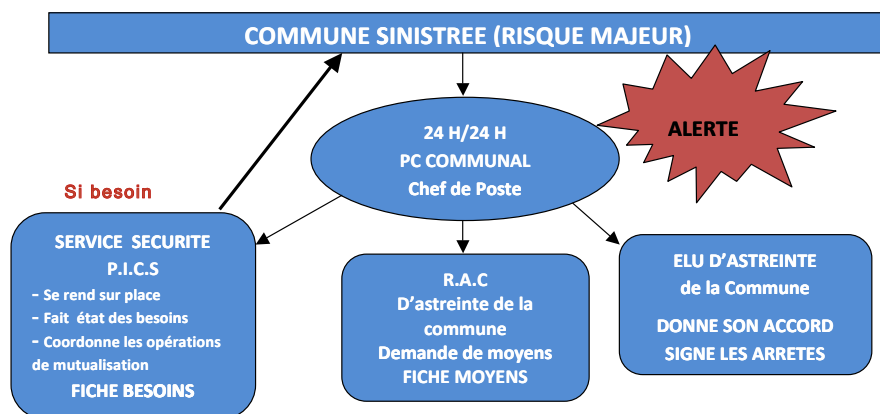 COMMUNE SINISTREE (RISQUE MAJEUR)
ALERTE
24 H/24 H
PC COMMUNAL
Chef de Poste
Si besoin
SERVICE SECURITE
P.I.C.S
- Se rend sur place
- Fait état des besoins
- Coordonne les opérations
de mutualisation
FICHE BESOINS
R.A.C
D'astreinte de la
commune
Demande de moyens
FICHE MOYENS
ELU D'ASTREINTE
de la Commune
DONNE SON ACCORD
SIGNE LES ARRETES